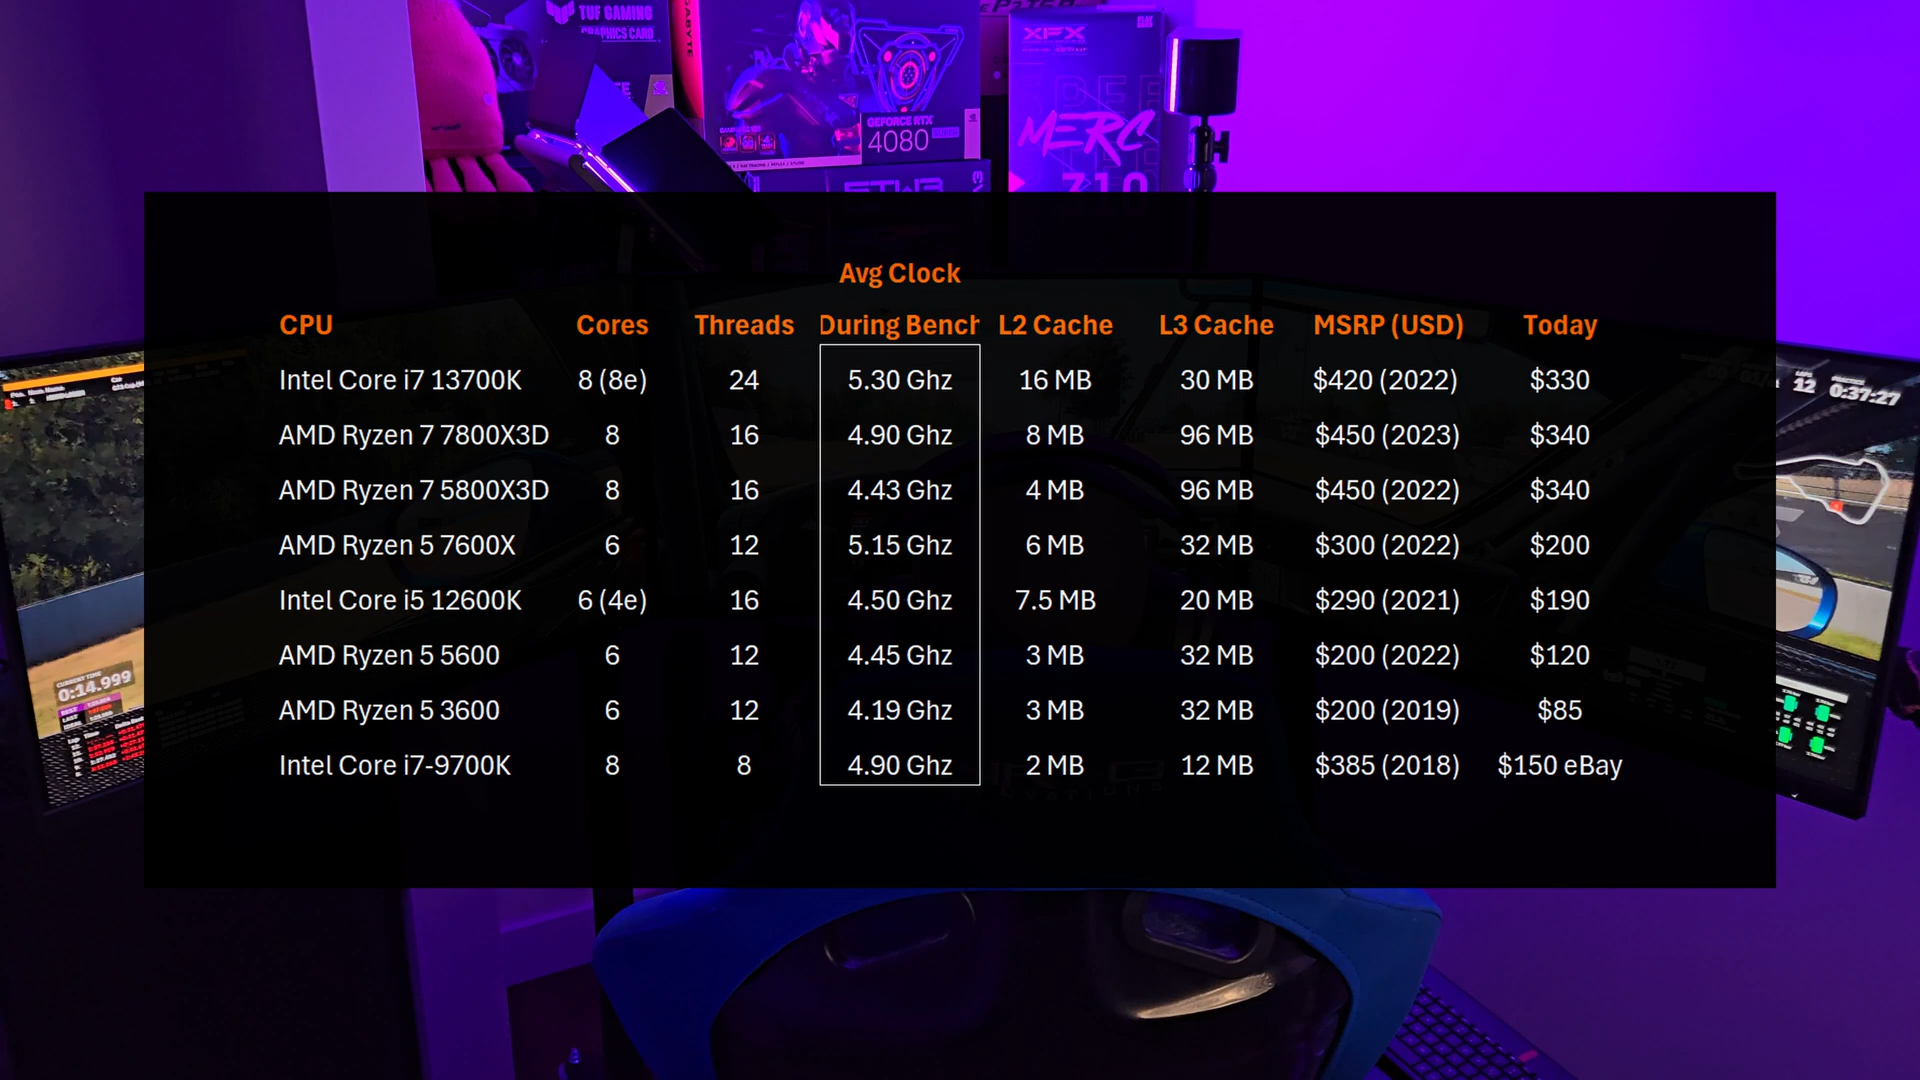 TUF GAMING
GRAPHICS CARD
GEFORCE RTX
4080
XFX
MERC
310
Avg Clock
CPU Cores Threads During Bench L2 Cache L3 Cache MSRP (USD) Today
Intel Core i7 13700K 8 (8e) 24 5.30 Ghz 16 MB 30 MB $420 (2022) $330
AMD Ryzen 7 7800X3D 8 16 4.90 Ghz 8 MB 96 MB $450 (2023) $340
AMD Ryzen 7 5800X3D 8 16 4.43 Ghz 4 MB 96 MB $450 (2022) $340
AMD Ryzen 5 7600X 6 12 5.15 Ghz 6 MB 32 MB $300 (2022) $200
Intel Core i5 12600K 6 (4e) 16 4.50 Ghz 7.5 MB 20 MB $290 (2021) $190
AMD Ryzen 5 5600 6 12 4.45 Ghz 3 MB 32 MB $200 (2022) $120
AMD Ryzen 5 3600 6 12 4.19 Ghz 3 MB 32 MB $200 (2019) $85
Intel Core i7-9700K 8 8 4.90 Ghz 2 MB 12 MB $385 (2018) $150 eBay
12 0:37:27
CURRENT TIME
0:14.999